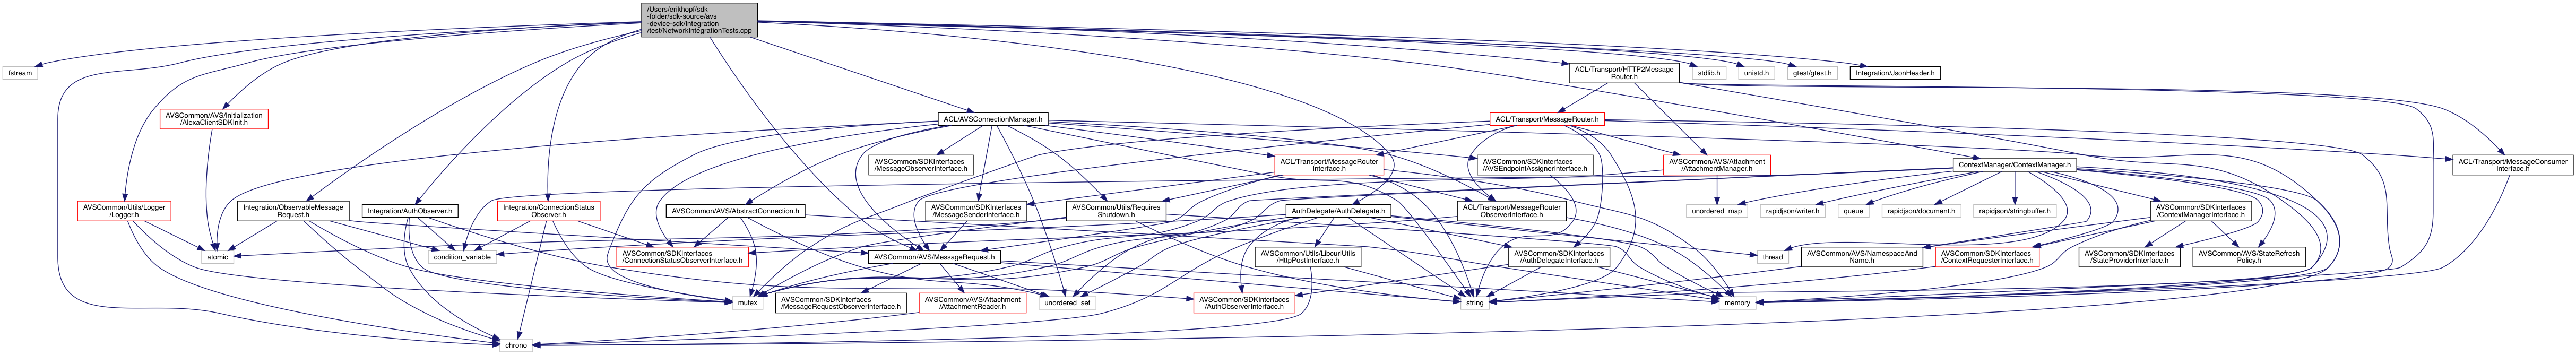 /Users/erikhopf/sdk
-folder/sdk-source/avs
-device-sdk/Integration
/test/NetworkIntegrationTests.cpp
fstream
ACL/Transport/HTTP2Message
Router.h
stdlib.h
unistd.h
gtest/gtest.h
Integration/JsonHeader.h
AVSCommon/AVS/Initialization
/AlexaClientSDKInit.h
ACL/AVSConnectionManager.h
ACL/Transport/MessageRouter.h
AVSCommon/SDKInterfaces
/MessageObserverInterface.h
ACL/Transport/MessageRouter
Interface.h
AVSCommon/SDKInterfaces
/AVSEndpointAssignerInterface.h
AVSCommon/AVS/Attachment
/AttachmentManager.h
ContextManager/ContextManager.h
ACL/Transport/MessageConsumer
Interface.h
AVSCommon/Utils/Logger
/Logger.h
Integration/ObservableMessage
Request.h
Integration/AuthObserver.h
Integration/ConnectionStatus
Observer.h
AVSCommon/AVS/AbstractConnection.h
AVSCommon/SDKInterfaces
/MessageSenderInterface.h
AVSCommon/Utils/Requires
Shutdown.h
AuthDelegate/AuthDelegate.h
ACL/Transport/MessageRouter
ObserverInterface.h
unordered_map
rapidjson/writer.h
queue
rapidjson/document.h
rapidjson/stringbuffer.h
AVSCommon/SDKInterfaces
/ContextManagerInterface.h
atomic
condition_variable
AVSCommon/SDKInterfaces
/ConnectionStatusObserverInterface.h
AVSCommon/AVS/MessageRequest.h
AVSCommon/Utils/LibcurlUtils
/HttpPostInterface.h
AVSCommon/SDKInterfaces
/AuthDelegateInterface.h
thread
AVSCommon/AVS/NamespaceAnd
Name.h
AVSCommon/SDKInterfaces
/ContextRequesterInterface.h
AVSCommon/SDKInterfaces
/StateProviderInterface.h
AVSCommon/AVS/StateRefresh
Policy.h
mutex
AVSCommon/SDKInterfaces
/MessageRequestObserverInterface.h
AVSCommon/AVS/Attachment
/AttachmentReader.h
unordered_set
AVSCommon/SDKInterfaces
/AuthObserverInterface.h
string
memory
chrono